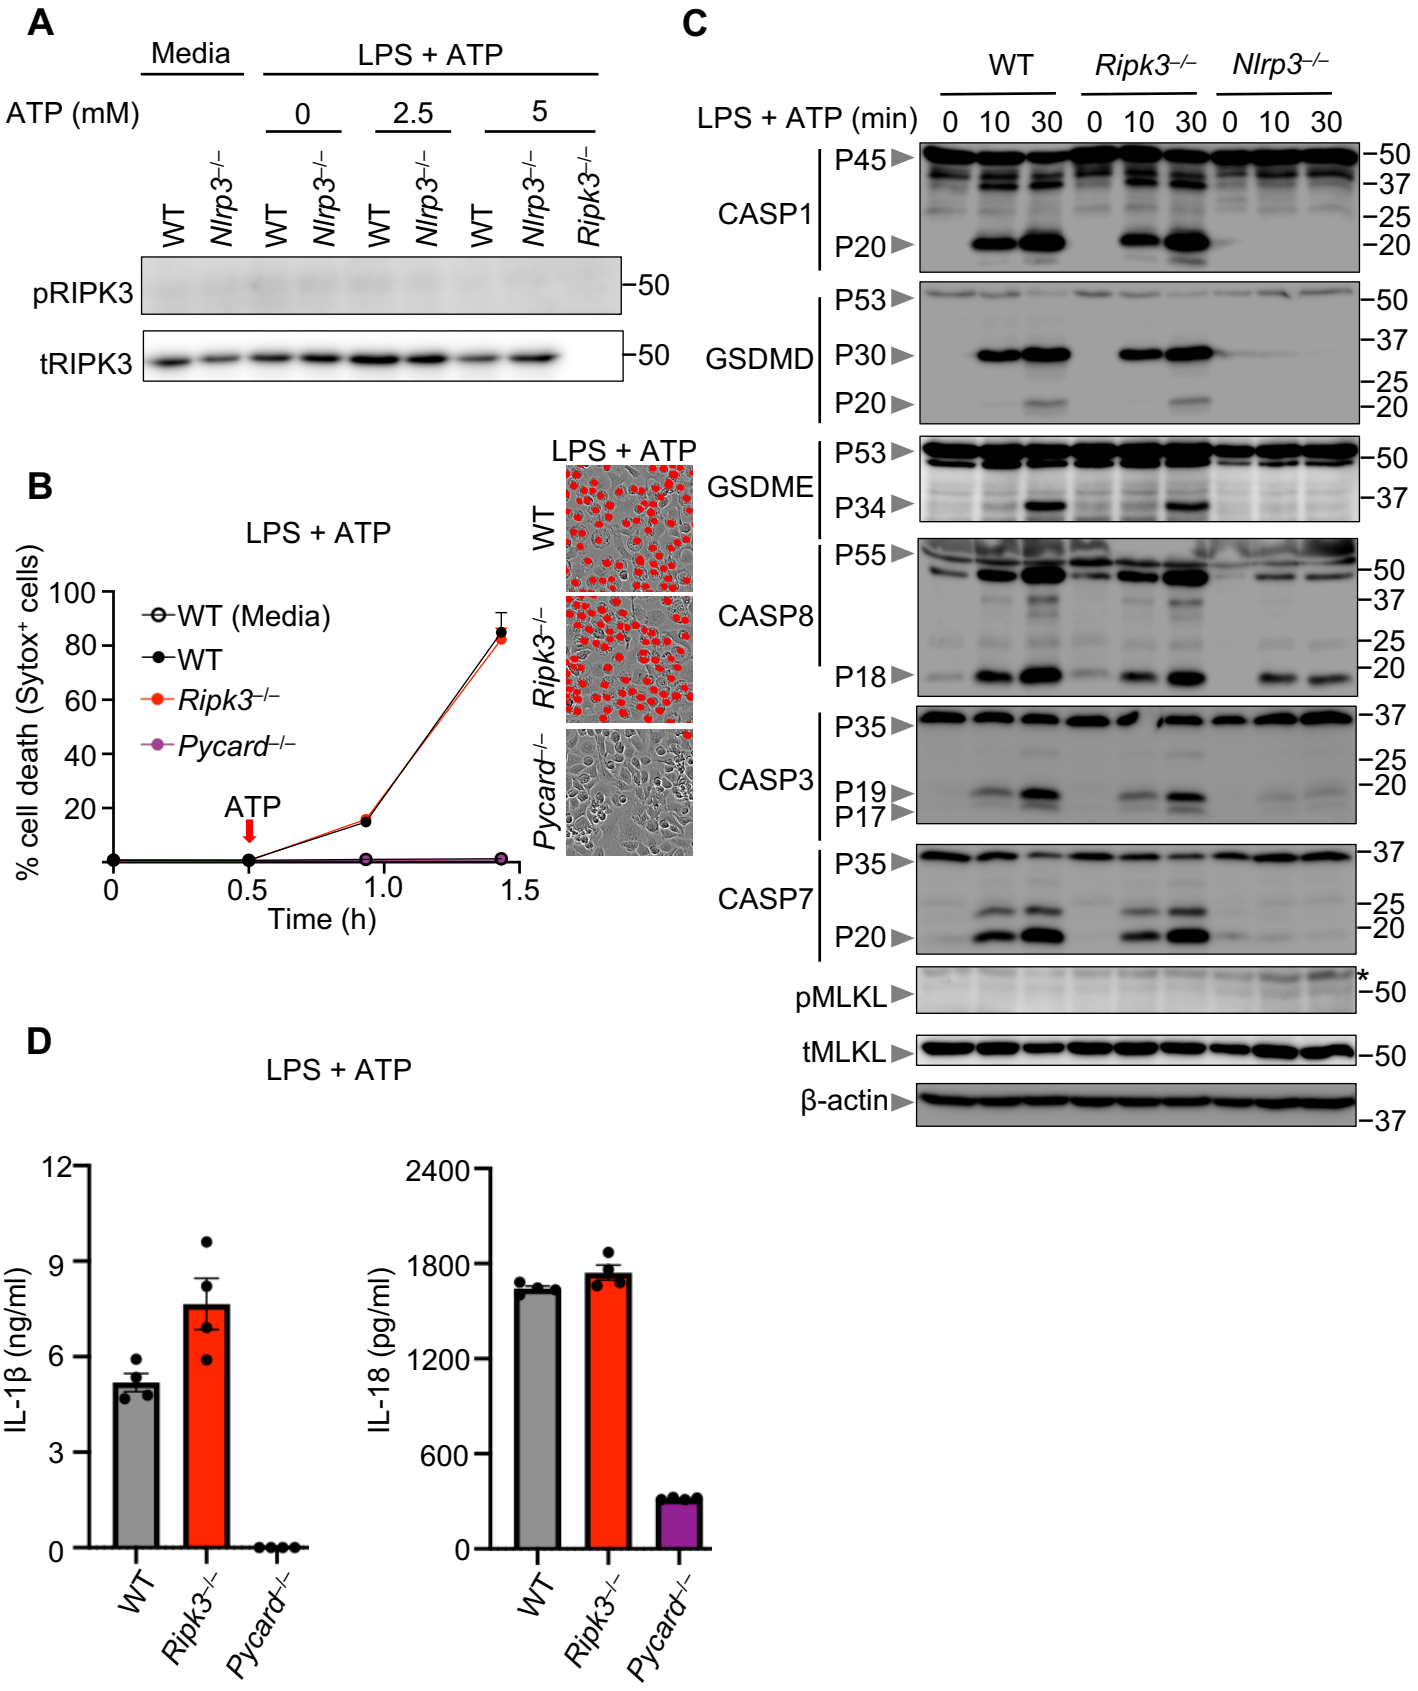 A
Media
LPS + ATP
ATP (mM)
0
2.5
5
WT
Nlrp3–/–
WT
Nlrp3–/–
WT
Nlrp3–/–
WT
Nlrp3–/–
Ripk3–/–
pRIPK3
50
tRIPK3
50
B
LPS + ATP
% cell death (Sytox+ cells)
100
80
60
40
20
WT (Media)
WT
Ripk3–/–
Pycard–/–
ATP
0
0.5
1.0
1.5
Time (h)
LPS + ATP
WT
Ripk3–/–
Pycard–/–
C
WT
Ripk3–/–
Nlrp3–/–
LPS + ATP (min)
0
10
30
0
10
30
0
10
30
CASP1
P45
P20
50
37
25
20
GSDMD
P53
P30
P20
50
37
25
20
GSDME
P53
P34
50
37
CASP8
P55
P18
50
37
25
20
CASP3
P35
P19
P17
37
25
20
CASP7
P35
P20
37
25
20
pMLKL
*
50
tMLKL
50
β-actin
37
D
LPS + ATP
IL-1β (ng/ml)
12
9
6
3
0
WT
Ripk3–/–
Pycard–/–
IL-18 (pg/ml)
2400
1800
1200
600
0
WT
Ripk3–/–
Pycard–/–